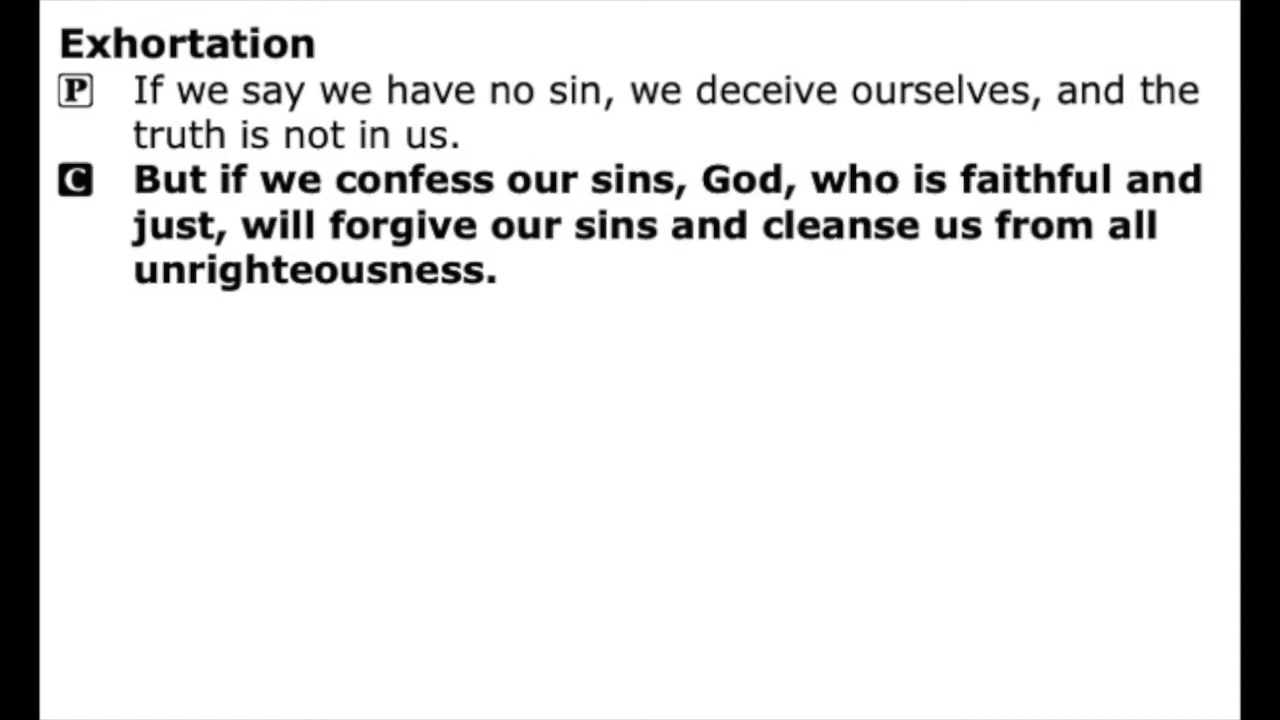 Exhortation
P If we say we have no sin, we deceive ourselves, and the
truth is not in us.
C But if we confess our sins, God, who is faithful and
just, will forgive our sins and cleanse us from all
unrighteousness.